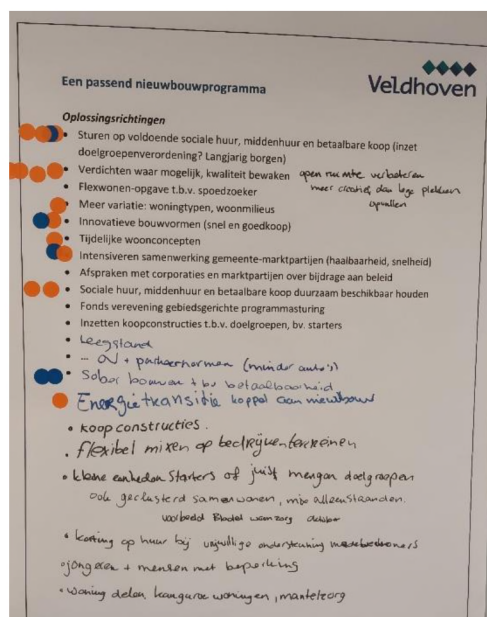 Veldhoven
Een passend nieuwbouwprogramma
Oplossingsrichtingen
• Sturen op voldoende sociale huur, middenhuur en betaalbare koop (inzet
doelgroepenverordening? Langjarig borgen)
• Verdichten waar mogelijk, kwaliteit bewaken open ruimte verbeteren
meer creatief dan lege plekken
opvullen
• Flexwonen-opgave t.b.v. spoedzoeker
• Meer variatie: woningtypen, woonmilieus
• Innovatieve bouwvormen (snel en goedkoop)
• Tijdelijke woonconcepten
• Intensiveren samenwerking gemeente-marktpartijen (haalbaarheid, snelheid)
• Afspraken met corporaties en marktpartijen over bijdrage aan beleid
• Sociale huur, middenhuur en betaalbare koop duurzaam beschikbaar houden
• Fonds verevening gebiedsgerichte programmasturing
• Inzetten koopconstructies t.b.v. doelgroepen, bv. starters
• Leegstand
• ... OV + parkeernormen (minder auto's)
• Sober bouwen t bv betaalbaarheid
Energietransitie koppel aan nieuwbouw
• koop constructies.
• flexibel mixen op bedrijventerreinen
• kleine eenheden starters of juist mengen doelgroepen
ook geclusterd samenwonen, mix alleenstaanden.
voorbeeld Bladel woonzorg
• korting op huur bij vrijwillige ondersteuning medebewoners
• jongeren + mensen met beperking
• woning delen, kangaroe woningen, mantelzorg